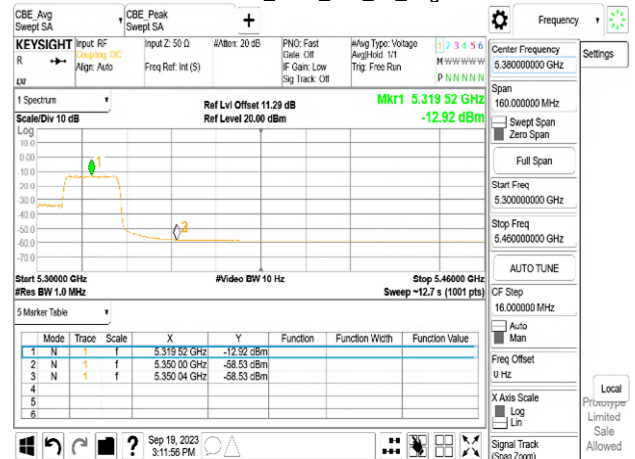 CBE_Avg
Swept SA
CBE_Peak
Swept SA
+
Frequency
KEYSIGHT
Input: RF
Coupling: DC
Align: Auto
Input Z: 50 Ω
Freq Ref: Int (S)
#Atten: 20 dB
PNO: Fast
Gate: Off
IF Gain: Low
Sig Track: Off
#Avg Type: Voltage
Avg|Hold: 1/1
Trig: Free Run
1 2 3 4 5 6
M W W W W W
P N N N N N
R
Center Frequency
5.380000000 GHz
Settings
Span
160.000000 MHz
Swept Span
Zero Span
Full Span
Start Freq
5.300000000 GHz
Stop Freq
5.460000000 GHz
AUTO TUNE
CF Step
16.000000 MHz
Auto
Man
Freq Offset
0 Hz
X Axis Scale
Log
Lin
Signal Track
(Span Zoom)
Local
Prototype
Limited
Sale
Allowed
1 Spectrum
Scale/Div 10 dB
Ref Lvl Offset 11.29 dB
Ref Level 20.00 dBm
Mkr1 5.319 52 GHz
-12.92 dBm
Log
10.0
0.00
-10.0
-20.0
-30.0
-40.0
-50.0
-60.0
-70.0
1
3
Start 5.30000 GHz
#Video BW 10 Hz
Stop 5.46000 GHz
#Res BW 1.0 MHz
Sweep ~12.7 s (1001 pts)
5 Marker Table
Mode Trace Scale X Y Function Function Width Function Value
1 N 1 f 5.319 52 GHz -12.92 dBm
2 N 1 f 5.350 00 GHz -58.53 dBm
3 N 1 f 5.350 04 GHz -58.53 dBm
4
5
6
?
Sep 19, 2023
3:11:56 PM